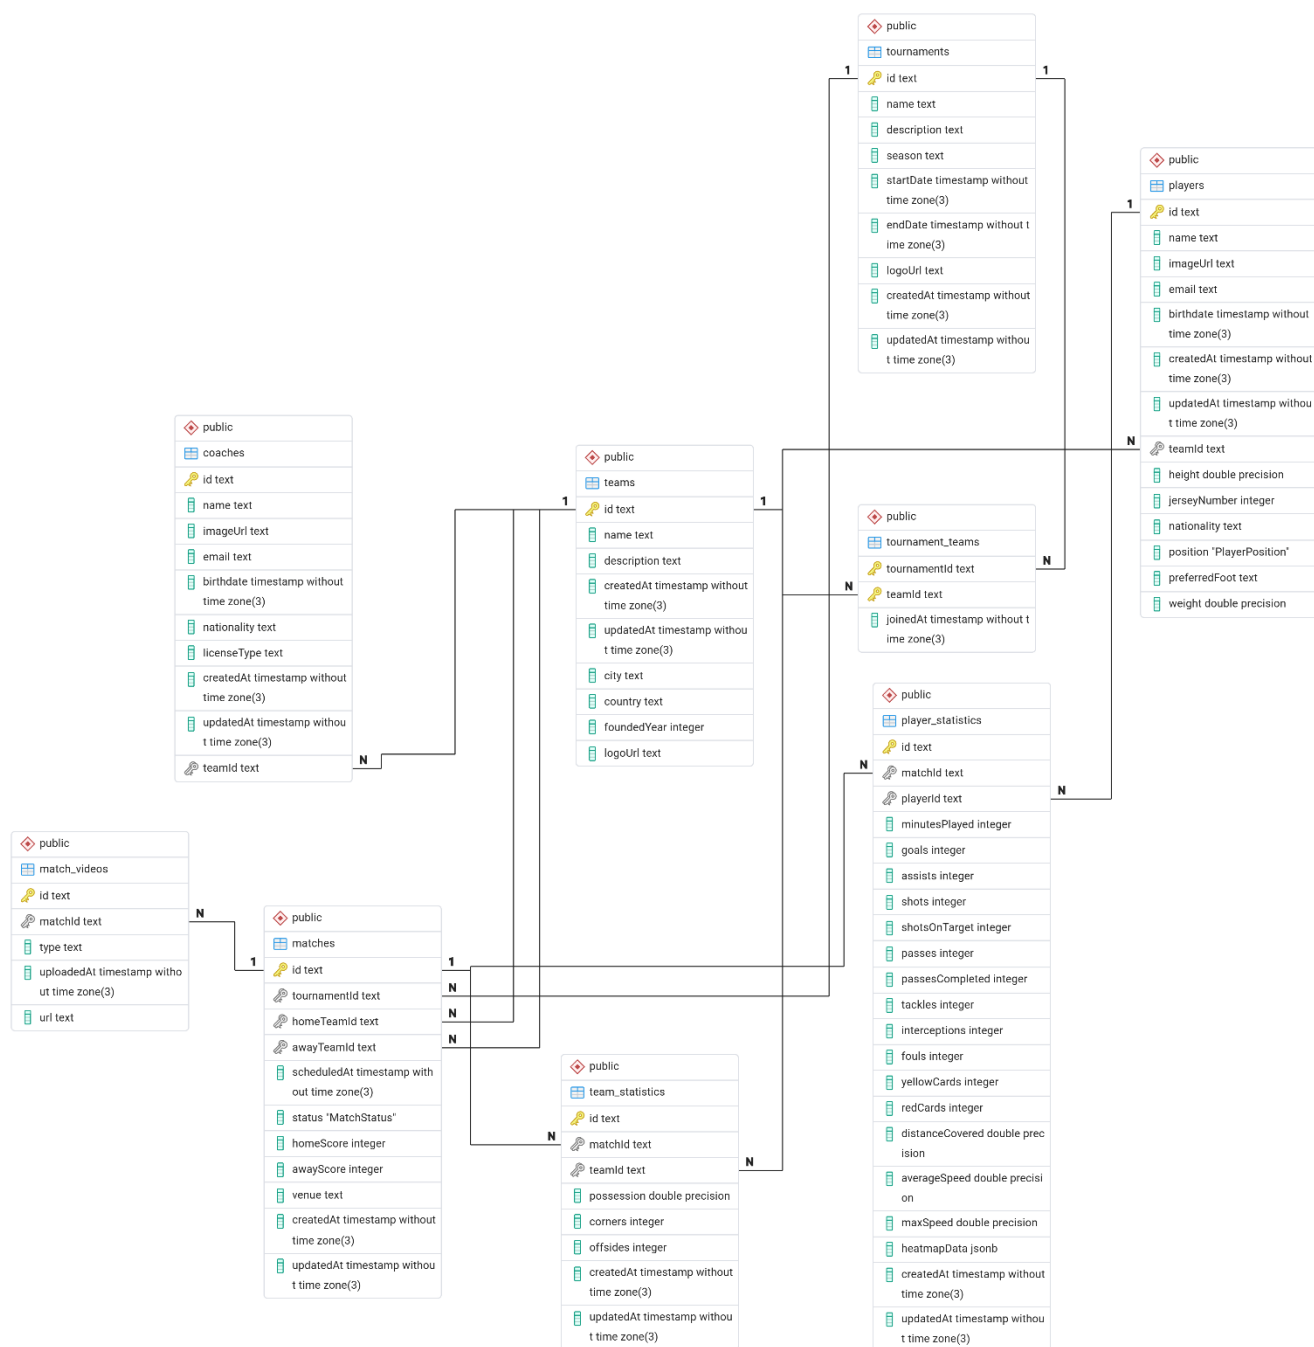 public
tournaments
1
1
id text
name text
description text
season text
startDate timestamp without
time zone(3)
endDate timestamp without t
ime zone(3)
logoUrl text
createdAt timestamp without
time zone(3)
updatedAt timestamp withou
t time zone(3)
public
players
1
id text
name text
imageUrl text
email text
birthdate timestamp without
time zone(3)
createdAt timestamp without
time zone(3)
updatedAt timestamp withou
t time zone(3)
N
teamId text
height double precision
jerseyNumber integer
nationality text
position "PlayerPosition"
preferredFoot text
weight double precision
public
coaches
id text
name text
imageUrl text
email text
birthdate timestamp without
time zone(3)
nationality text
licenseType text
createdAt timestamp without
time zone(3)
updatedAt timestamp withou
t time zone(3)
teamId text
N
public
teams
1
1
id text
name text
description text
createdAt timestamp without
time zone(3)
updatedAt timestamp withou
t time zone(3)
city text
country text
foundedYear integer
logoUrl text
public
tournament_teams
tournamentId text
N
N
teamId text
joinedAt timestamp without t
ime zone(3)
public
player_statistics
id text
N
matchId text
playerId text
N
minutesPlayed integer
goals integer
assists integer
shots integer
shotsOnTarget integer
passes integer
passesCompleted integer
tackles integer
interceptions integer
fouls integer
yellowCards integer
redCards integer
distanceCovered double prec
ision
averageSpeed double precisi
on
maxSpeed double precision
heatmapData jsonb
createdAt timestamp without
time zone(3)
updatedAt timestamp withou
t time zone(3)
public
match_videos
id text
matchId text
N
type text
uploadedAt timestamp witho
ut time zone(3)
url text
public
matches
1
id text
1
tournamentId text
N
homeTeamId text
N
awayTeamId text
N
scheduledAt timestamp with
out time zone(3)
status "MatchStatus"
homeScore integer
awayScore integer
venue text
createdAt timestamp without
time zone(3)
updatedAt timestamp withou
t time zone(3)
public
team_statistics
id text
N
matchId text
teamId text
N
possession double precision
corners integer
offsides integer
createdAt timestamp without
time zone(3)
updatedAt timestamp withou
t time zone(3)